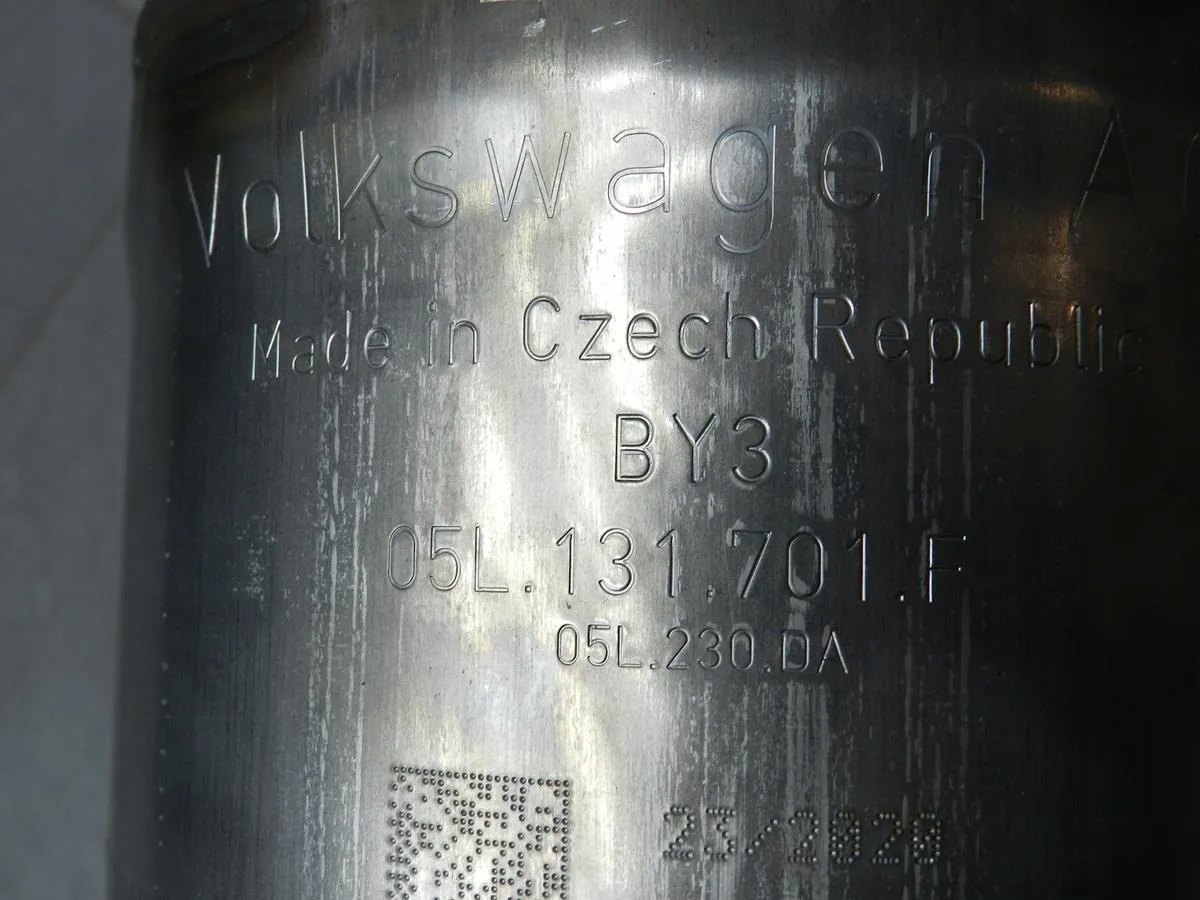 Volkswagen A
Made in Czech Republic
BY3
05L.131.701.F
05L.230.DA
23/2020